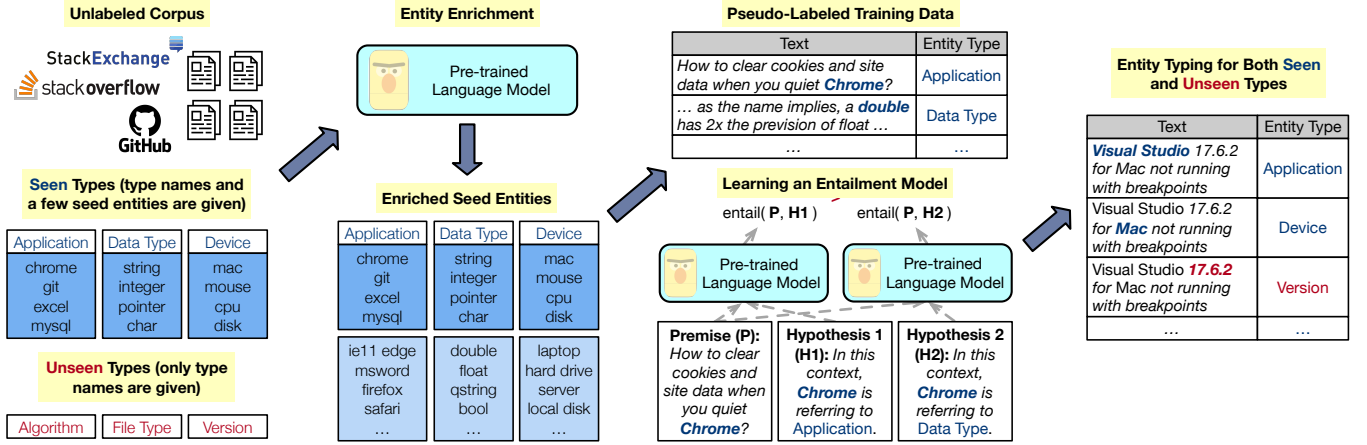 Unlabeled Corpus
StackExchange
stackoverflow
GitHub
Seen Types (type names and
a few seed entities are given)
Application
chrome
git
excel
mysql
Data Type
string
integer
pointer
char
Device
mac
mouse
cpu
disk
Unseen Types (only type
names are given)
Algorithm
File Type
Version
Entity Enrichment
Pre-trained
Language Model
Enriched Seed Entities
Application
chrome
git
excel
mysql
ie11 edge
msword
firefox
safari
...
Data Type
string
integer
pointer
char
double
float
qstring
bool
...
Device
mac
mouse
cpu
disk
laptop
hard drive
server
local disk
...
Pseudo-Labeled Training Data
Text
Entity Type
How to clear cookies and site
data when you quiet Chrome?
Application
... as the name implies, a double
has 2x the prevision of float ...
Data Type
...
...
Learning an Entailment Model
entail( P, H1 )
entail( P, H2 )
Pre-trained
Language Model
Pre-trained
Language Model
Premise (P):
How to clear
cookies and
site data when
you quiet
Chrome?
Hypothesis 1
(H1): In this
context,
Chrome is
referring to
Application.
Hypothesis 2
(H2): In this
context,
Chrome is
referring to
Data Type.
Entity Typing for Both Seen
and Unseen Types
Text
Entity Type
Visual Studio 17.6.2
for Mac not running
with breakpoints
Application
Visual Studio 17.6.2
for Mac not running
with breakpoints
Device
Visual Studio 17.6.2
for Mac not running
with breakpoints
Version
...
...